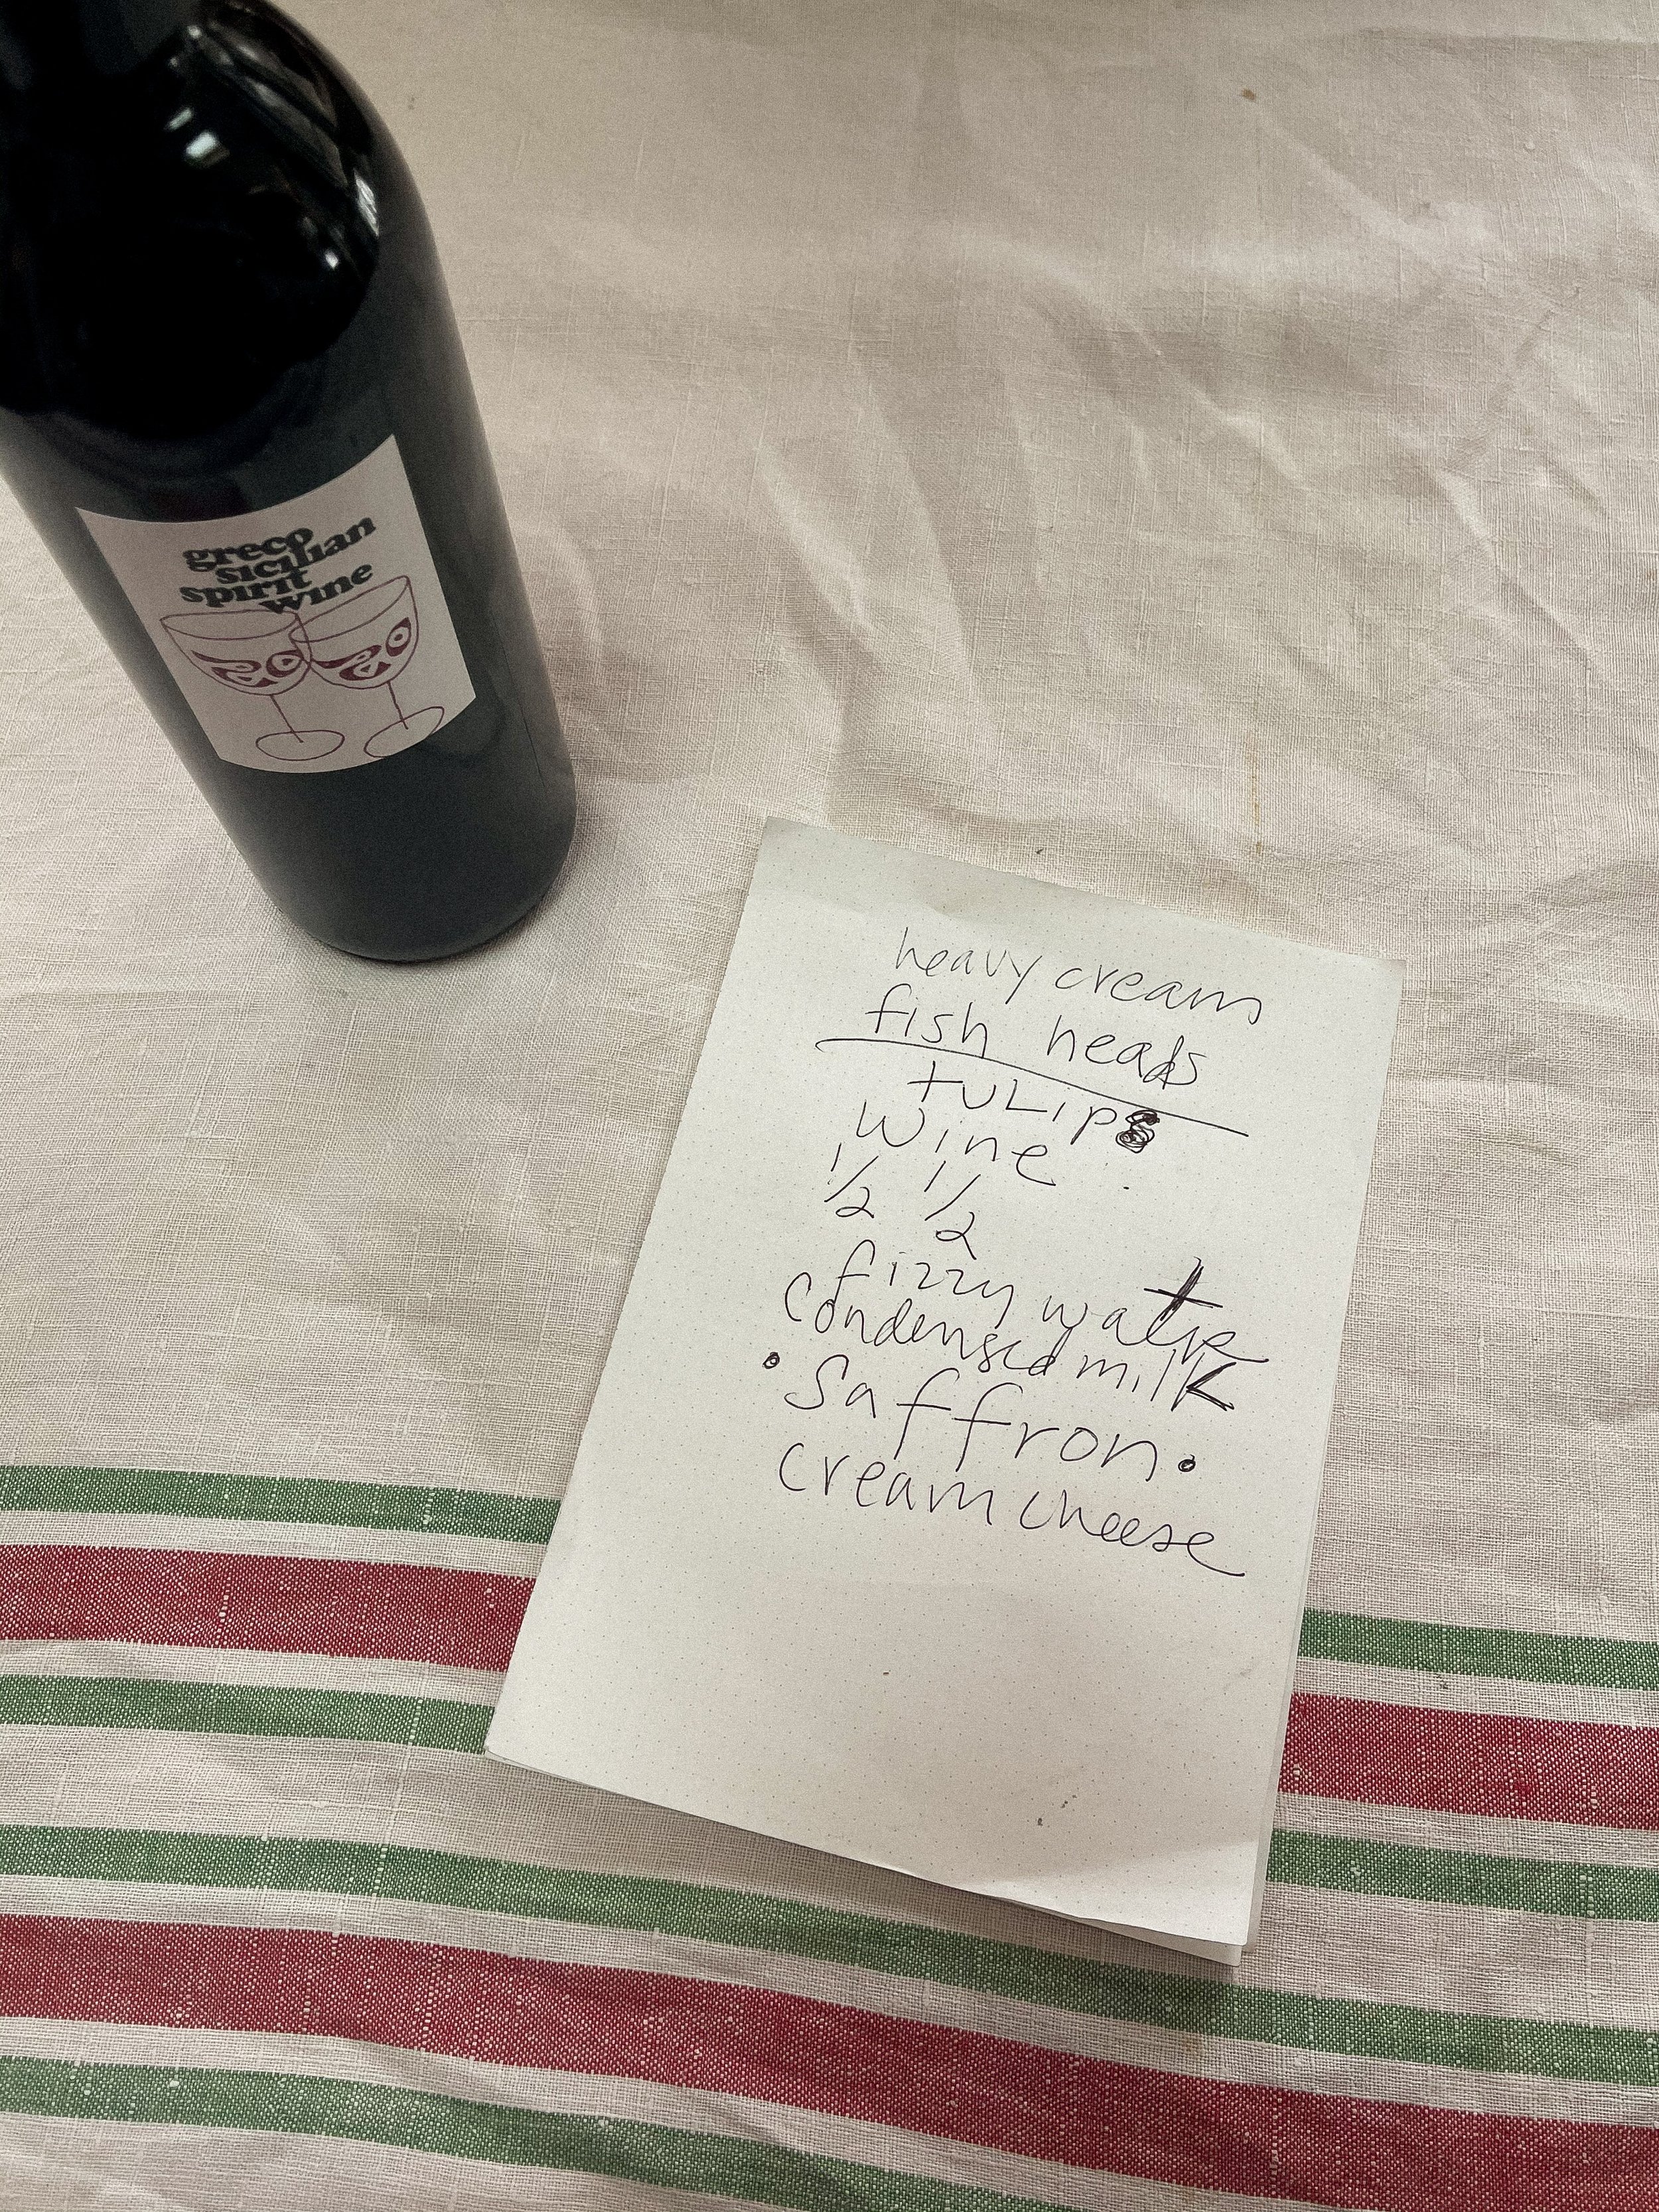 greco
sicilian
spirit
wine
heavy cream
fish heads
tULips
Wine
1/2 1/2
fizzy water
Condensed milk
• Saffron •
cream cheese